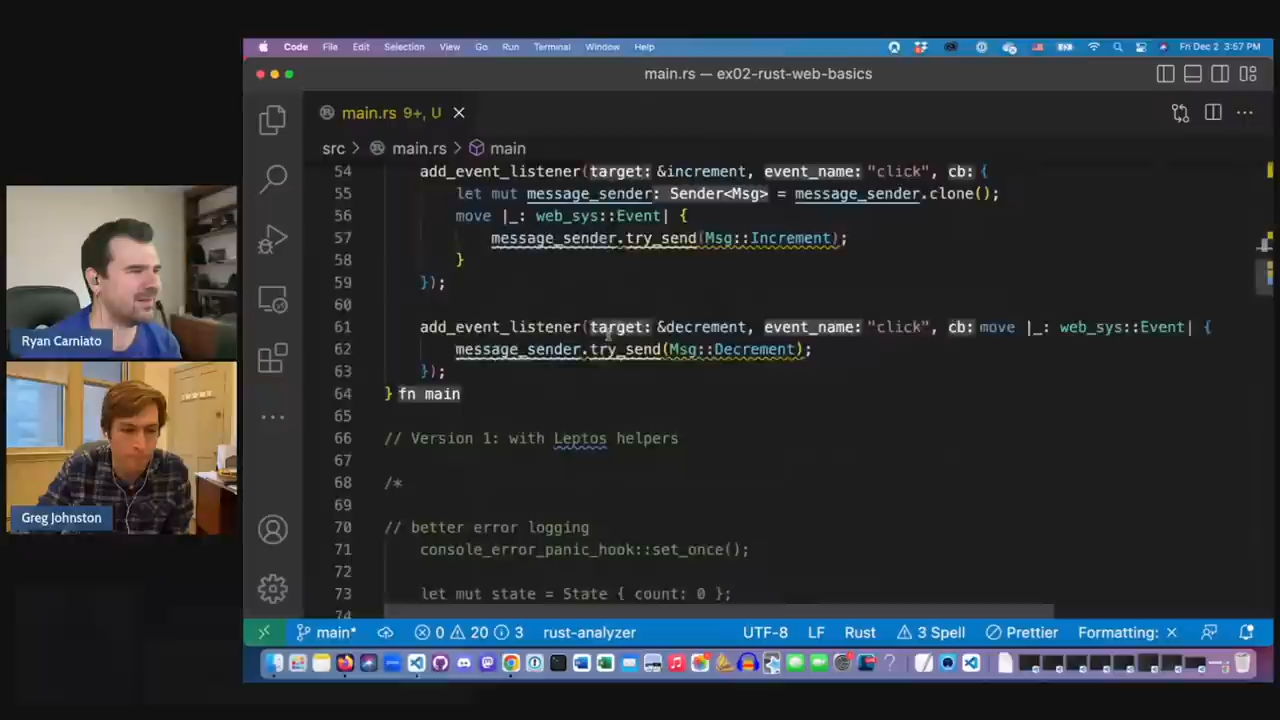 Code File Edit Selection View Go Run Terminal Window Help Fri Dec 2 3:57 PM
main.rs — ex02-rust-web-basics
main.rs 9+, U
src > main.rs > main
54 add_event_listener(target: &increment, event_name: "click", cb: {
55 let mut message_sender: Sender<Msg> = message_sender.clone();
56 move |_: web_sys::Event| {
57 message_sender.try_send(Msg::Increment);
58 }
59 });
60
61 add_event_listener(target: &decrement, event_name: "click", cb: move |_: web_sys::Event| {
62 message_sender.try_send(Msg::Decrement);
63 });
64 } fn main
65
66 // Version 1: with Leptos helpers
67
68 /*
69
70 // better error logging
71 console_error_panic_hook::set_once();
72
73 let mut state = State { count: 0 };
74
Ryan Carniato
Greg Johnston
main* 0 20 3 rust-analyzer UTF-8 LF Rust 3 Spell Prettier Formatting: ×